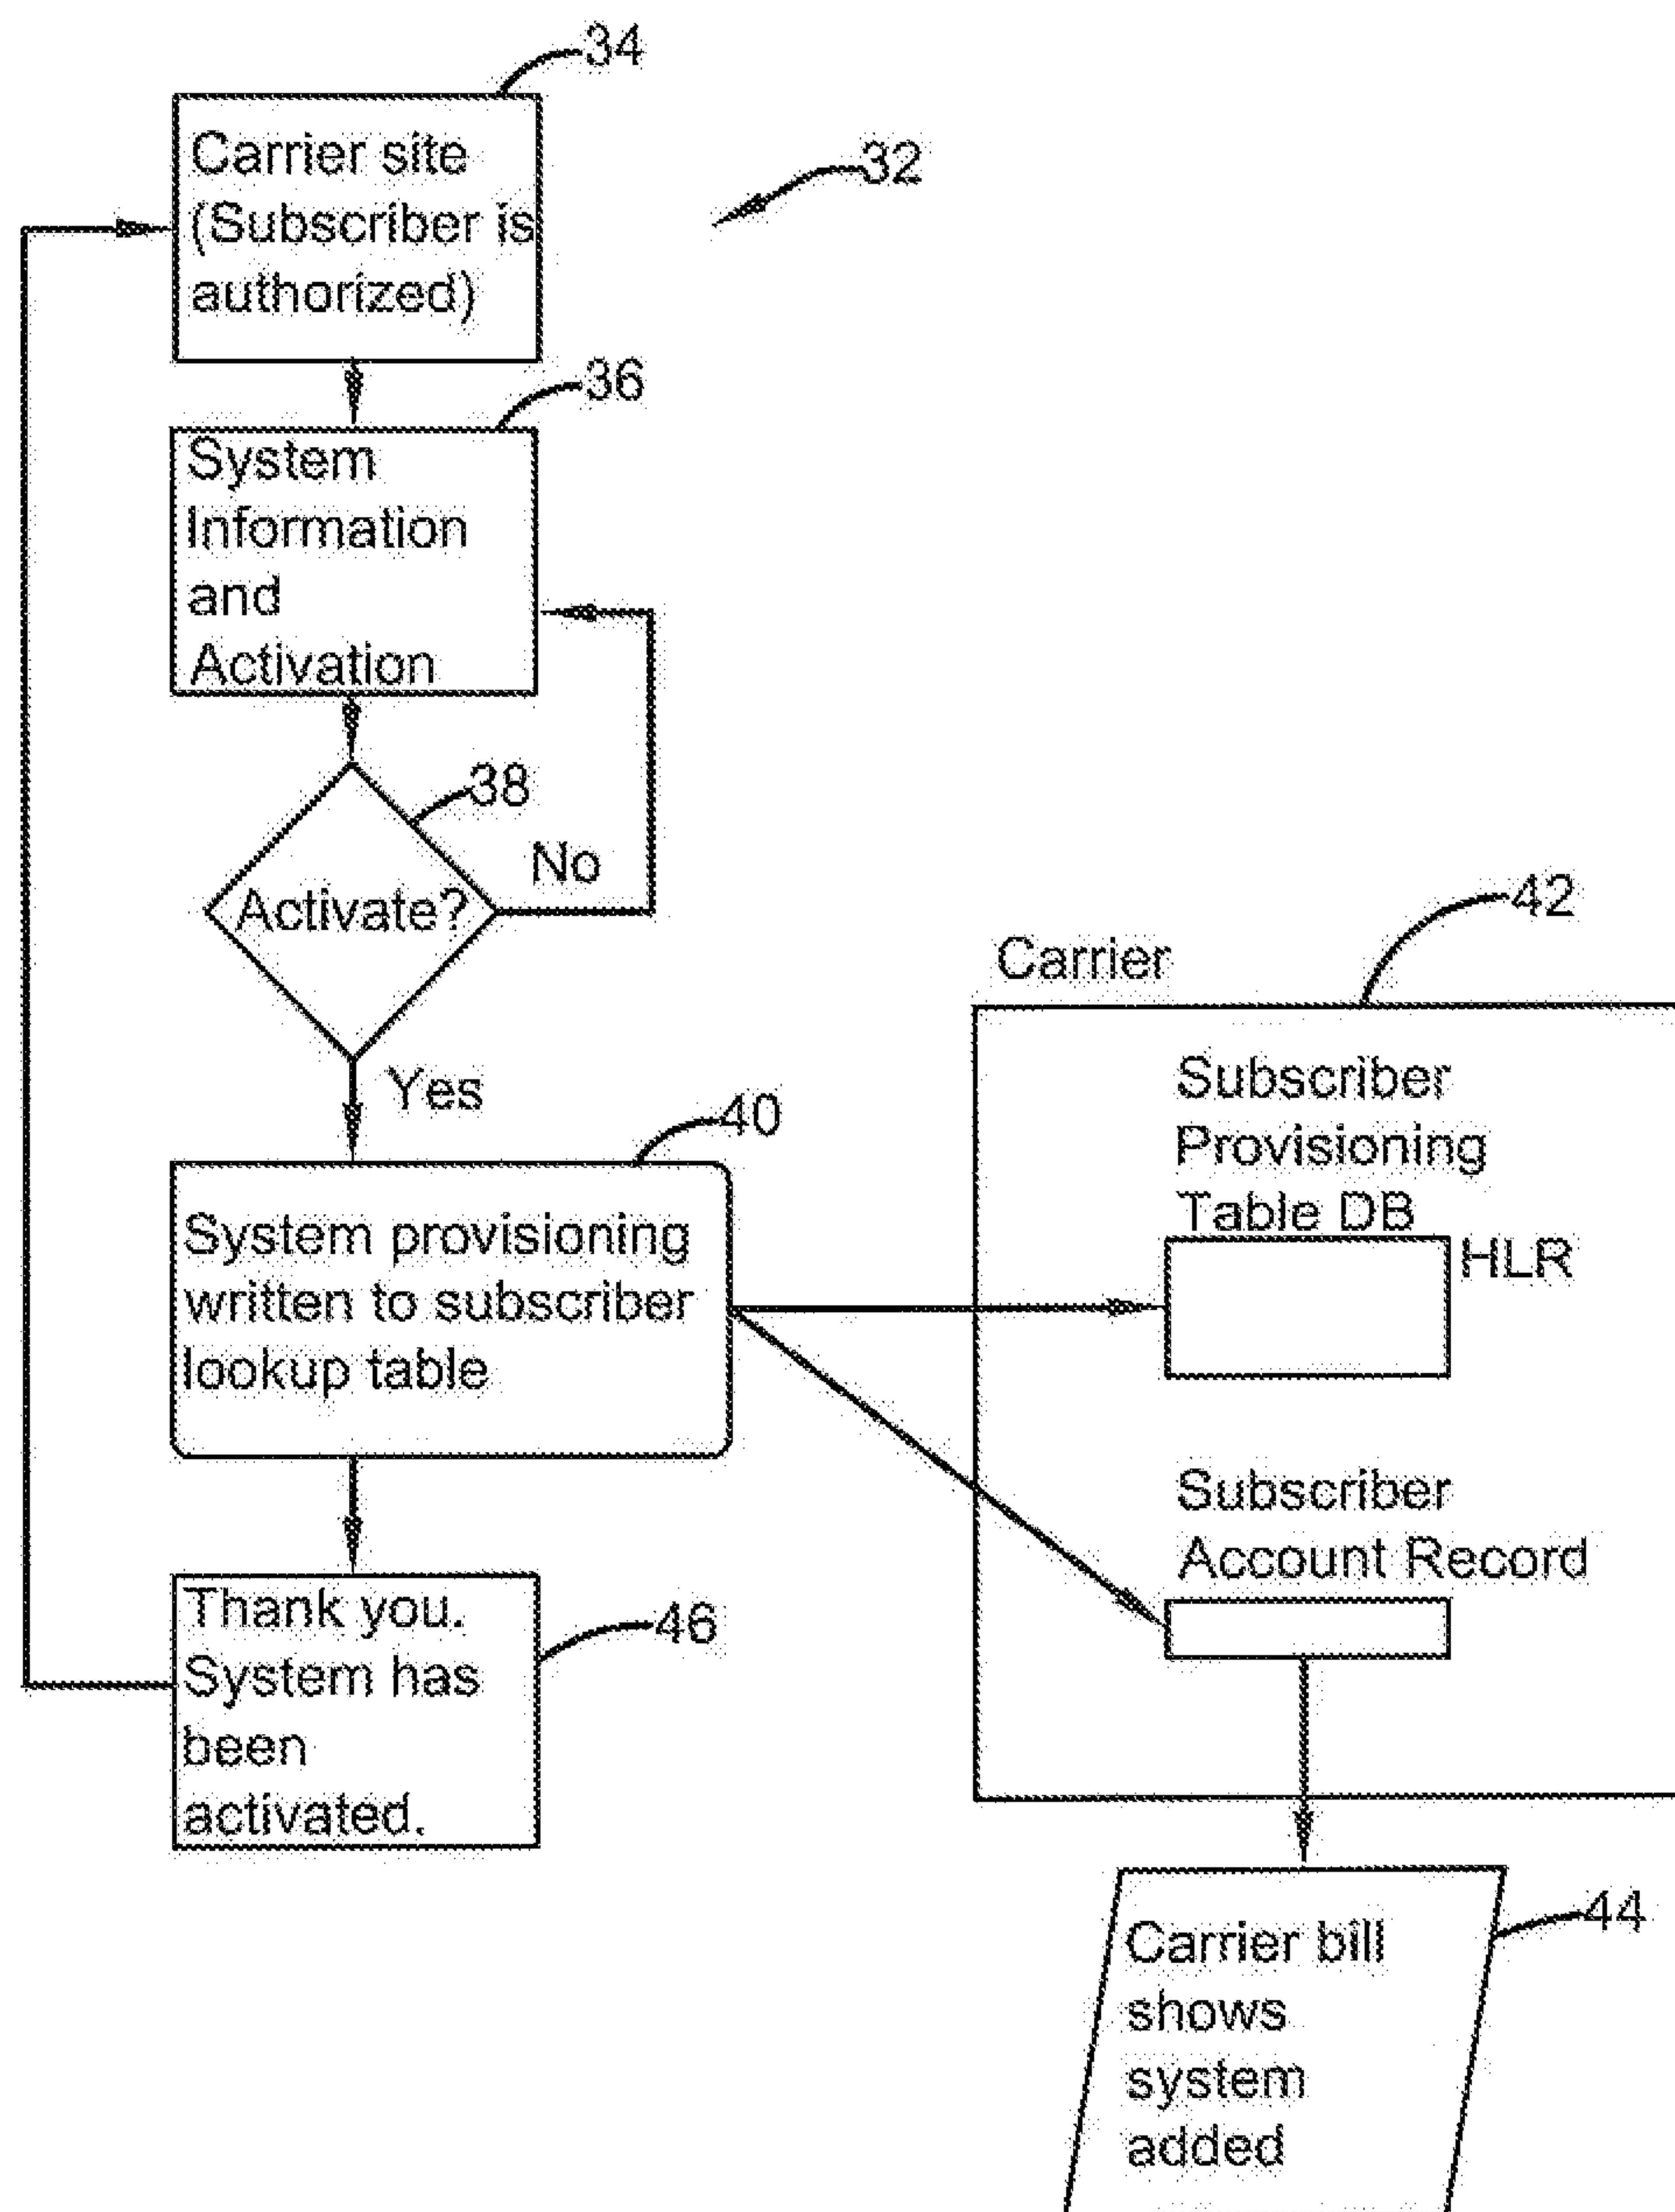 34
Carrier site
(Subscriber is
authorized)
32
36
System
Information
and
Activation
38
Activate?
No
Yes
40
System provisioning
written to subscriber
lookup table
46
Thank you.
System has
been
activated.
42
Carrier
Subscriber
Provisioning
Table DB
HLR
Subscriber
Account Record
44
Carrier bill
shows
system
added